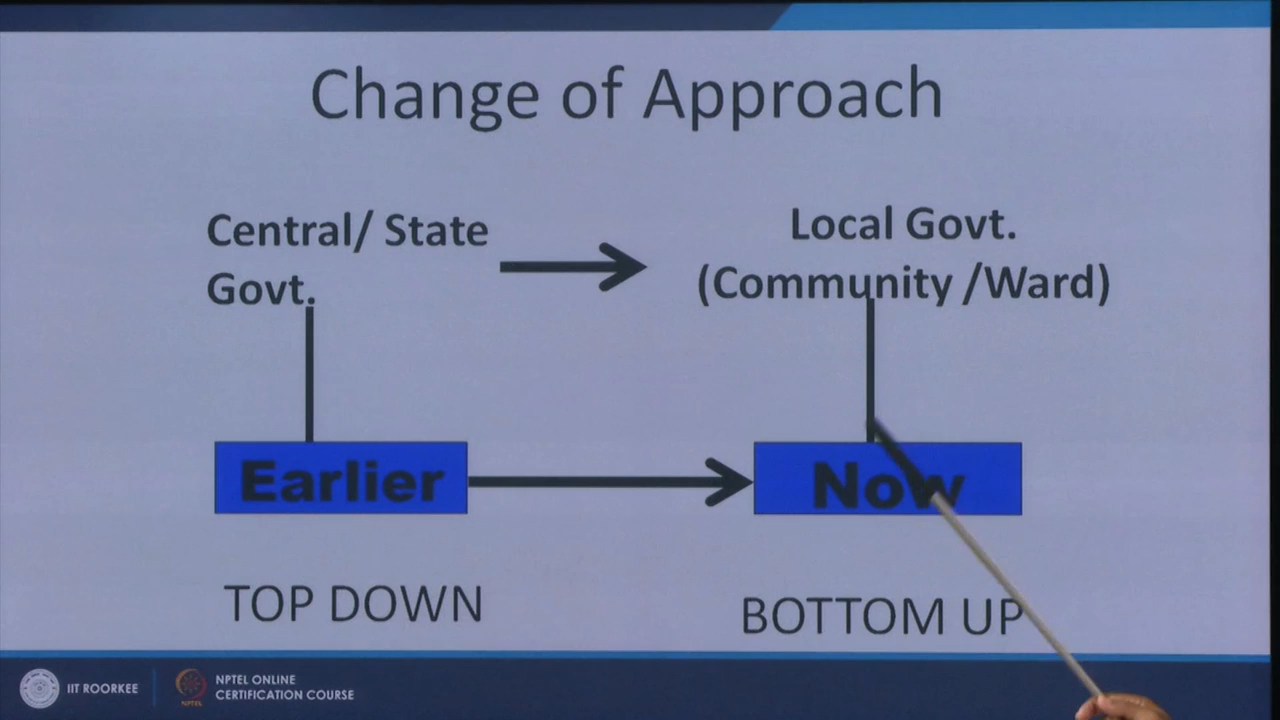 Change of Approach
Central/ State
Govt.
Local Govt.
(Community /Ward)
Earlier
Now
TOP DOWN
BOTTOM UP
IIT ROORKEE
NPTEL
NPTEL ONLINE
CERTIFICATION COURSE